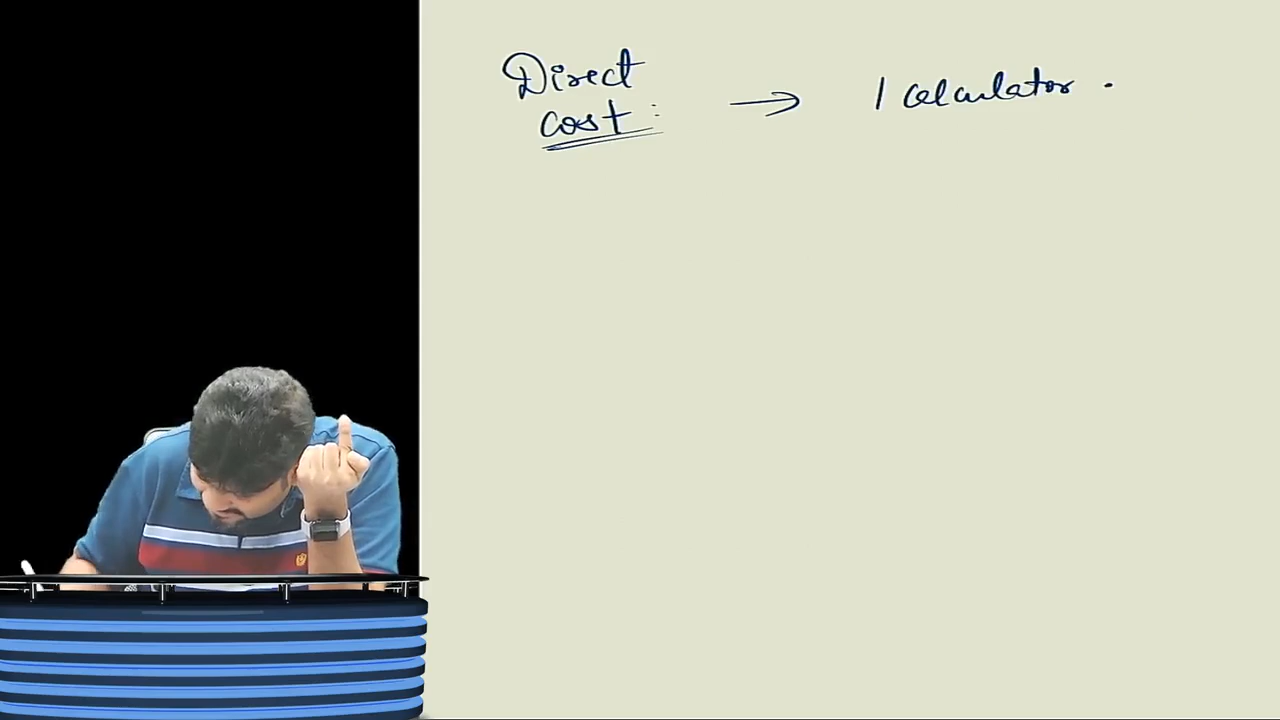 Direct
cost :
→ 1 calculator .